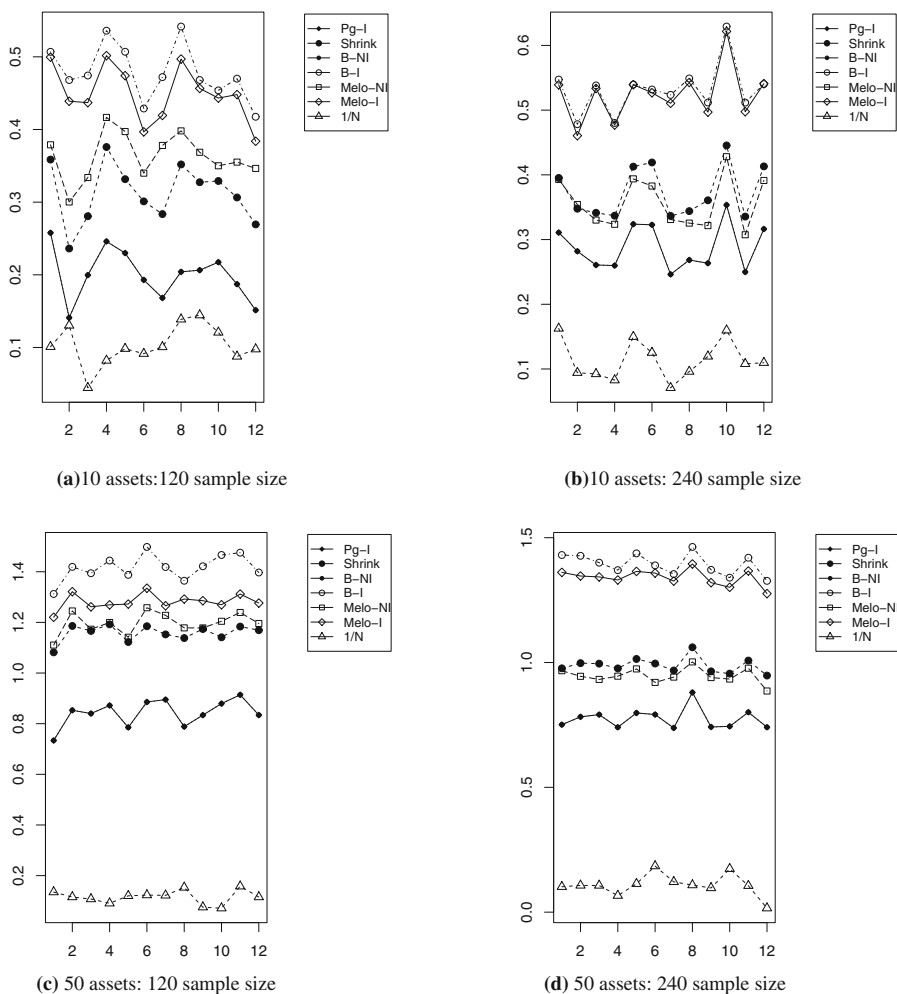 Pg-I
Shrink
B-NI
B-I
Melo-NI
Melo-I
1/N
0.5
0.4
0.3
0.2
0.1
2 4 6 8 10 12
(a)10 assets:120 sample size
Pg-I
Shrink
B-NI
B-I
Melo-NI
Melo-I
1/N
0.6
0.5
0.4
0.3
0.2
0.1
2 4 6 8 10 12
(b)10 assets: 240 sample size
Pg-I
Shrink
B-NI
B-I
Melo-NI
Melo-I
1/N
1.4
1.2
1.0
0.8
0.6
0.4
0.2
2 4 6 8 10 12
(c) 50 assets: 120 sample size
Pg-I
Shrink
B-NI
B-I
Melo-NI
Melo-I
1/N
1.5
1.0
0.5
0.0
2 4 6 8 10 12
(d) 50 assets: 240 sample size